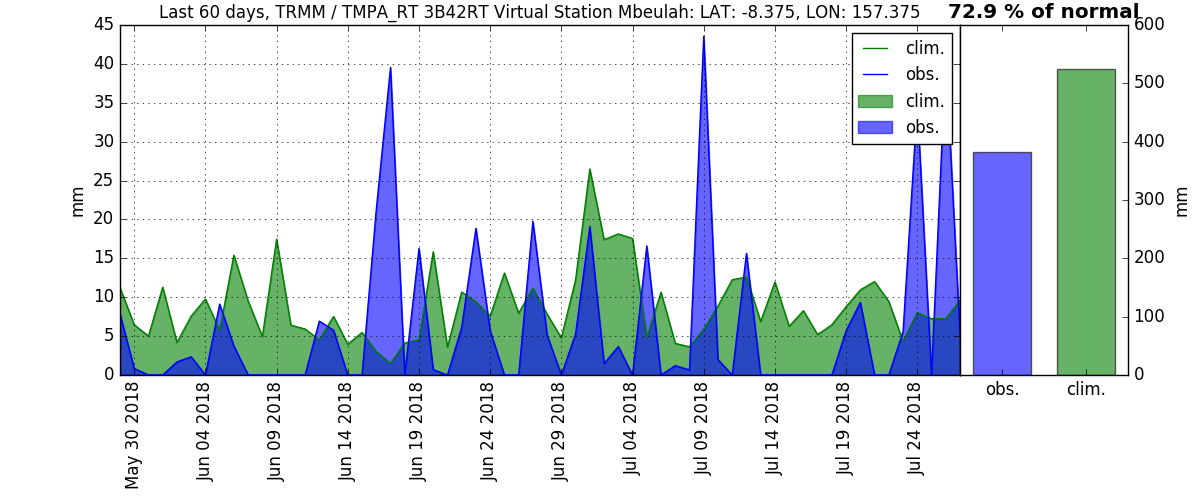 Last 60 days, TRMM / TMPA_RT 3B42RT Virtual Station Mbeulah: LAT: -8.375, LON: 157.375
72.9 % of normal
45
40
35
30
25
20
15
10
5
0
mm
clim.
obs.
clim.
obs.
May 30 2018
Jun 04 2018
Jun 09 2018
Jun 14 2018
Jun 19 2018
Jun 24 2018
Jun 29 2018
Jul 04 2018
Jul 09 2018
Jul 14 2018
Jul 19 2018
Jul 24 2018
600
500
400
300
200
100
0
mm
obs.
clim.